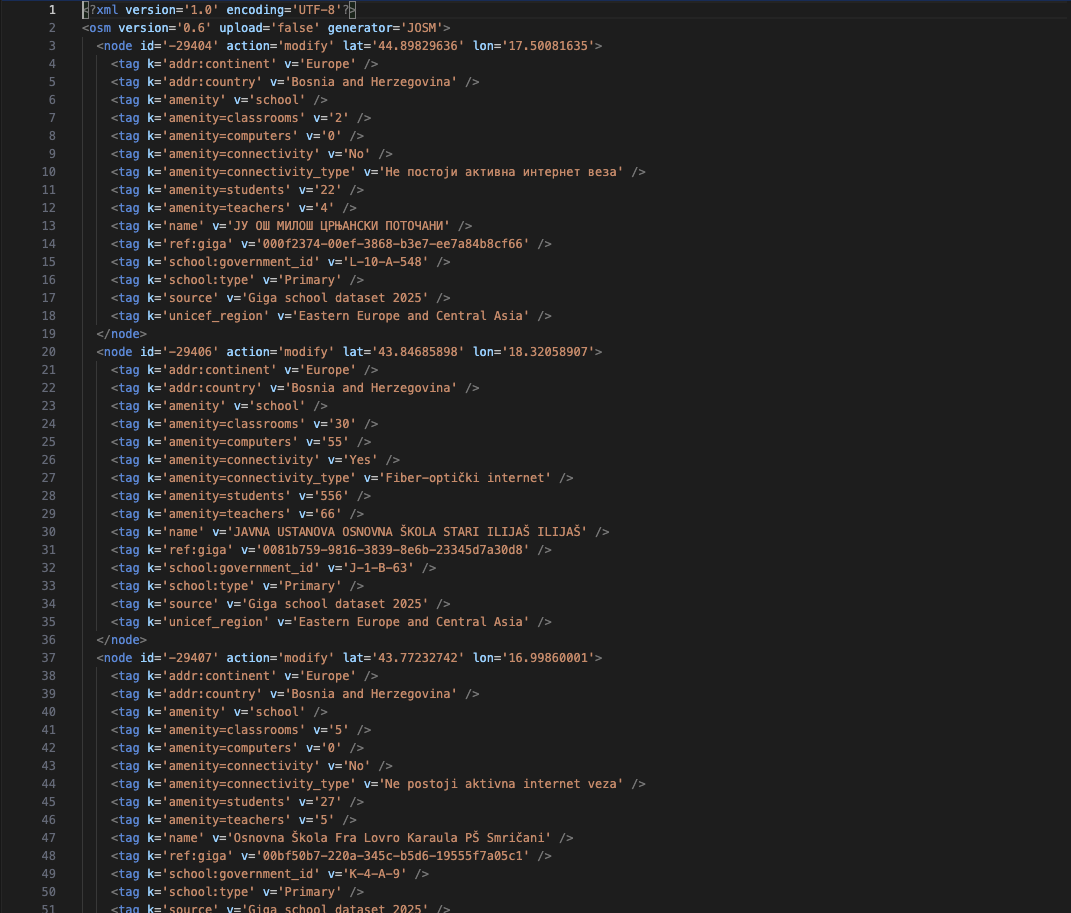 1 <?xml version='1.0' encoding='UTF-8'?>
2 <osm version='0.6' upload='false' generator='JOSM'>
3 <node id='-29404' action='modify' lat='44.89829636' lon='17.50081635'>
4 <tag k='addr:continent' v='Europe' />
5 <tag k='addr:country' v='Bosnia and Herzegovina' />
6 <tag k='amenity' v='school' />
7 <tag k='amenity=classrooms' v='2' />
8 <tag k='amenity=computers' v='0' />
9 <tag k='amenity=connectivity' v='No' />
10 <tag k='amenity=connectivity_type' v='Не постоји активна интернет веза' />
11 <tag k='amenity=students' v='22' />
12 <tag k='amenity=teachers' v='4' />
13 <tag k='name' v='ЈУ ОШ МИЛОШ ЦРЊАНСКИ ПОТОЧАНИ' />
14 <tag k='ref:giga' v='000f2374-00ef-3868-b3e7-ee7a84b8cf66' />
15 <tag k='school:government_id' v='L-10-A-548' />
16 <tag k='school:type' v='Primary' />
17 <tag k='source' v='Giga school dataset 2025' />
18 <tag k='unicef_region' v='Eastern Europe and Central Asia' />
19 </node>
20 <node id='-29406' action='modify' lat='43.84685898' lon='18.32058907'>
21 <tag k='addr:continent' v='Europe' />
22 <tag k='addr:country' v='Bosnia and Herzegovina' />
23 <tag k='amenity' v='school' />
24 <tag k='amenity=classrooms' v='30' />
25 <tag k='amenity=computers' v='55' />
26 <tag k='amenity=connectivity' v='Yes' />
27 <tag k='amenity=connectivity_type' v='Fiber-optički internet' />
28 <tag k='amenity=students' v='556' />
29 <tag k='amenity=teachers' v='66' />
30 <tag k='name' v='JAVNA USTANOVA OSNOVNA ŠKOLA STARI ILIJAŠ ILIJAŠ' />
31 <tag k='ref:giga' v='0081b759-9816-3839-8e6b-23345d7a30d8' />
32 <tag k='school:government_id' v='J-1-B-63' />
33 <tag k='school:type' v='Primary' />
34 <tag k='source' v='Giga school dataset 2025' />
35 <tag k='unicef_region' v='Eastern Europe and Central Asia' />
36 </node>
37 <node id='-29407' action='modify' lat='43.77232742' lon='16.99860001'>
38 <tag k='addr:continent' v='Europe' />
39 <tag k='addr:country' v='Bosnia and Herzegovina' />
40 <tag k='amenity' v='school' />
41 <tag k='amenity=classrooms' v='5' />
42 <tag k='amenity=computers' v='0' />
43 <tag k='amenity=connectivity' v='No' />
44 <tag k='amenity=connectivity_type' v='Ne postoji aktivna internet veza' />
45 <tag k='amenity=students' v='27' />
46 <tag k='amenity=teachers' v='5' />
47 <tag k='name' v='Osnovna Škola Fra Lovro Karaula PŠ Smričani' />
48 <tag k='ref:giga' v='00bf50b7-220a-345c-b5d6-19555f7a05c1' />
49 <tag k='school:government_id' v='K-4-A-9' />
50 <tag k='school:type' v='Primary' />
51 <tag k='source' v='Giga school dataset 2025' />